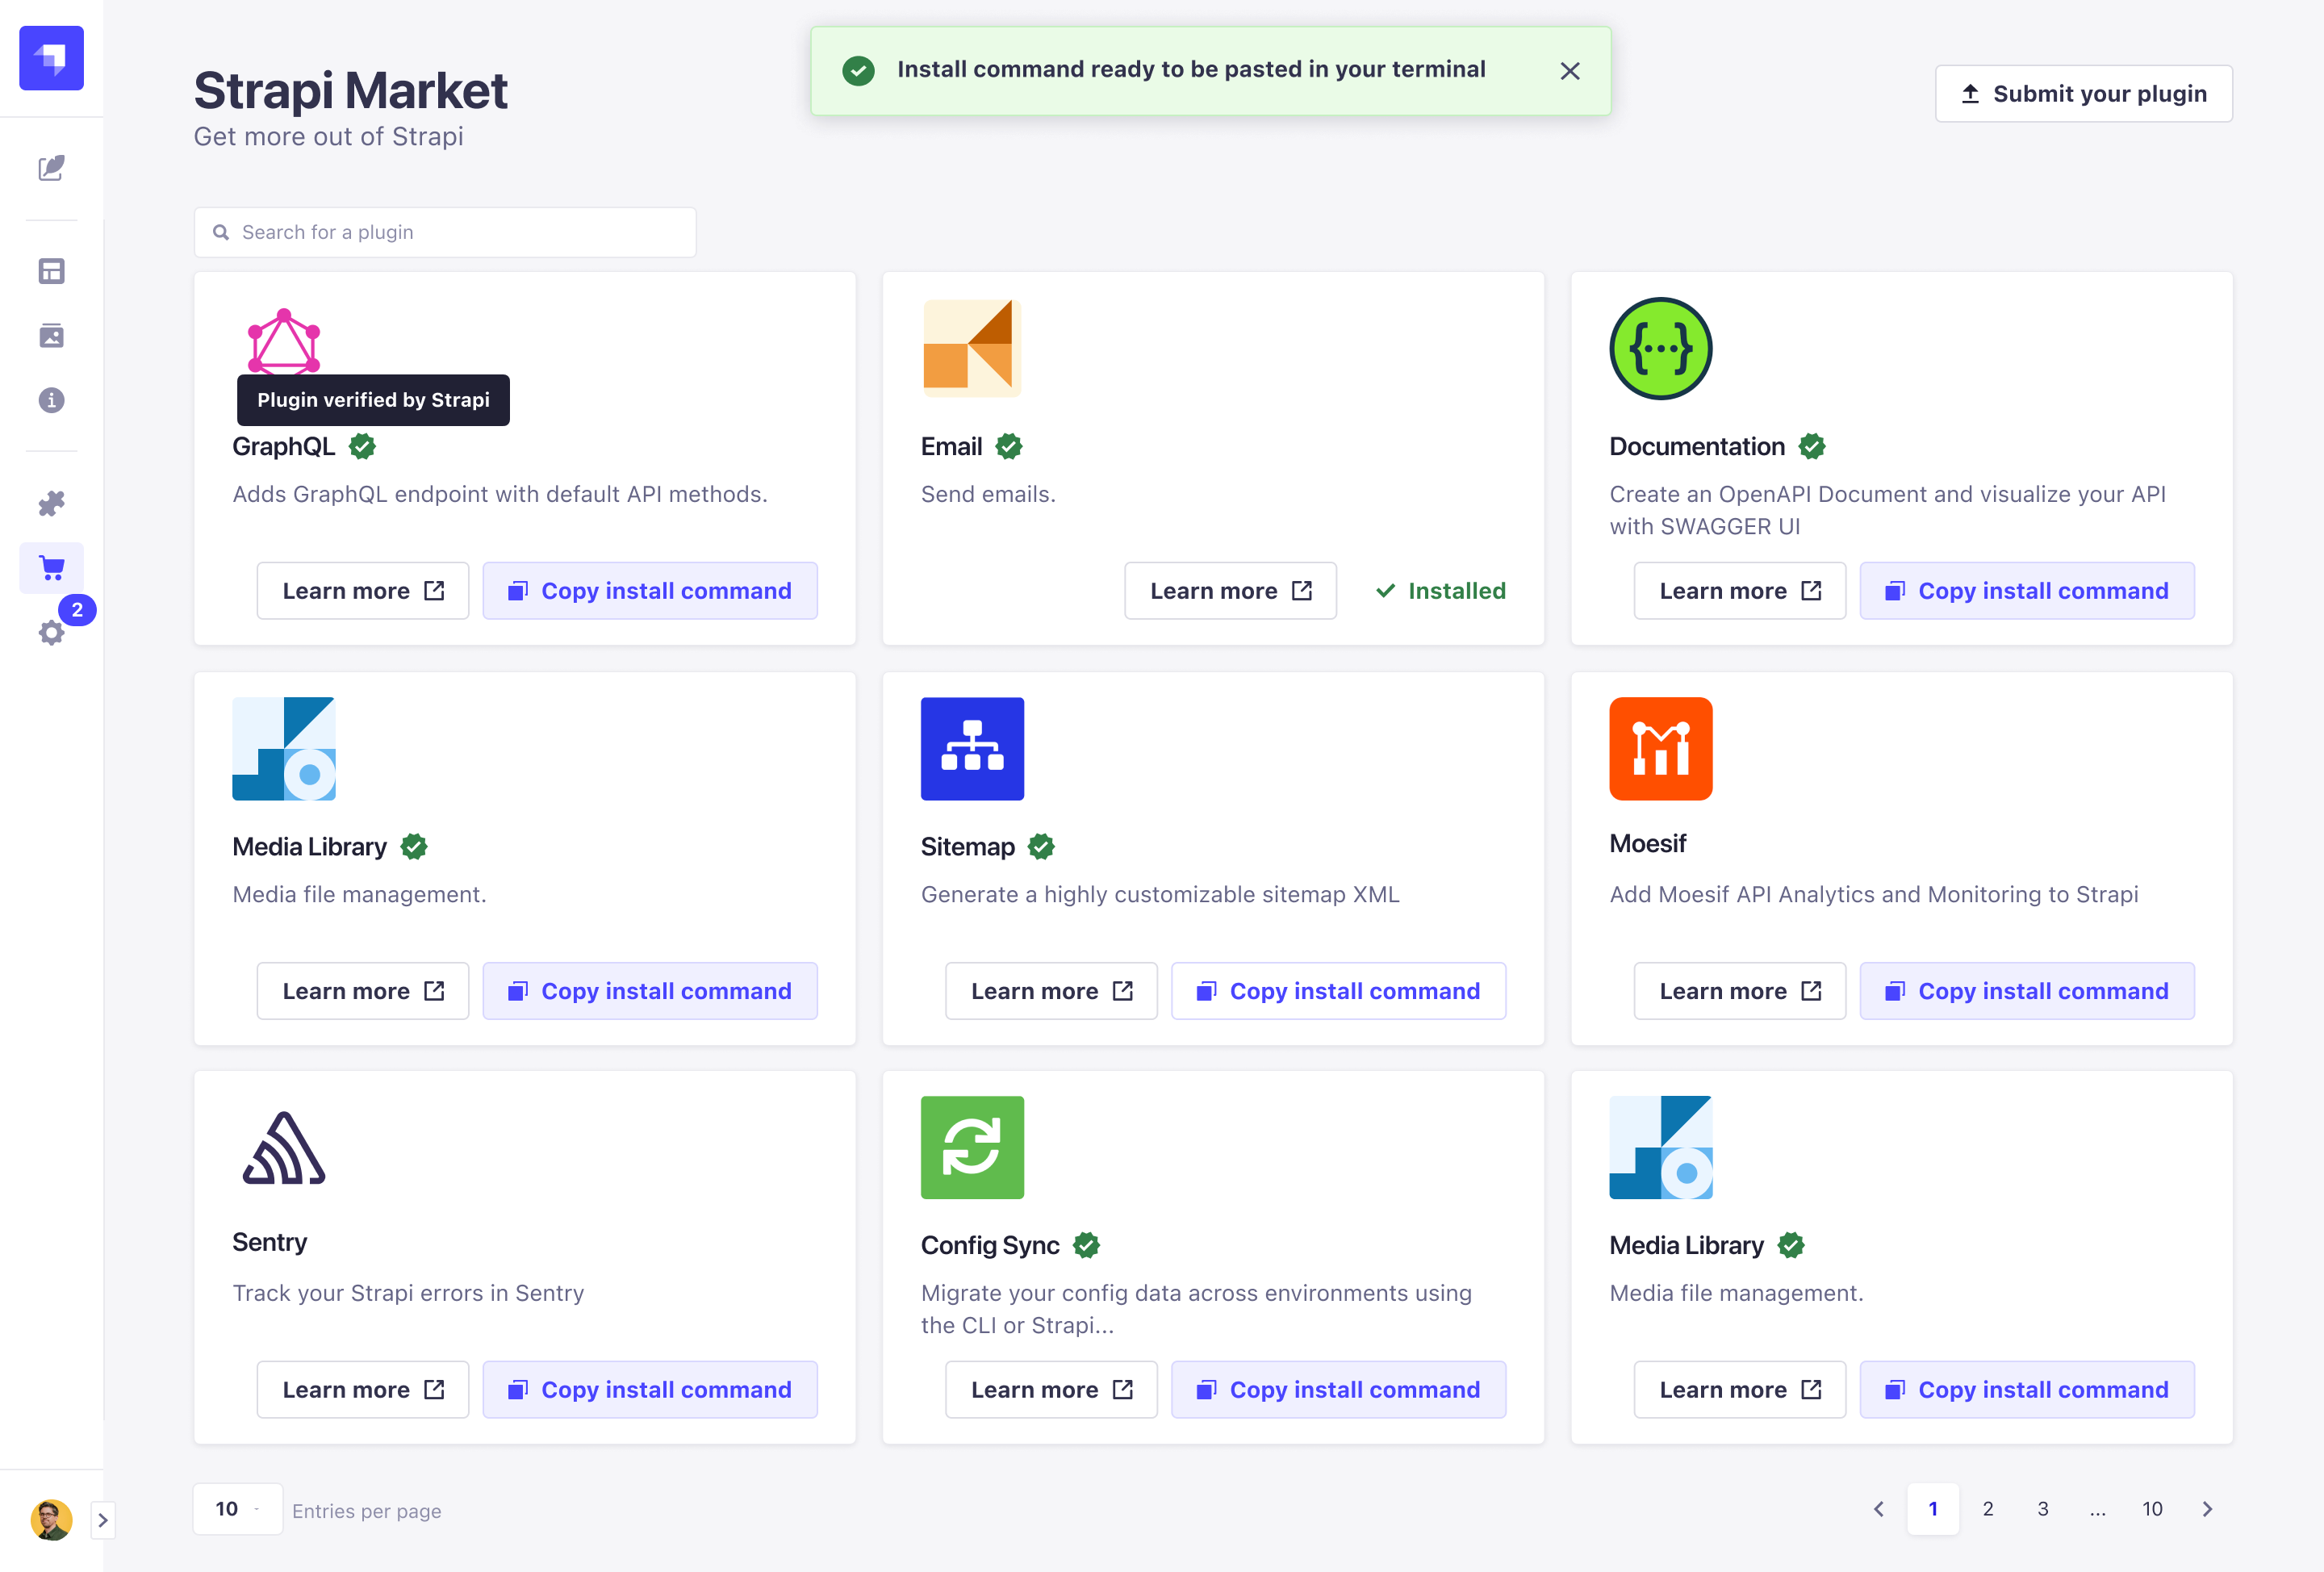 Install command ready to be pasted in your terminal
Strapi Market
Submit your plugin
Get more out of Strapi
Search for a plugin
Plugin verified by Strapi
GraphQL
Adds GraphQL endpoint with default API methods.
Learn more
Copy install command
Email
Send emails.
Learn more
Installed
Documentation
Create an OpenAPI Document and visualize your API
with SWAGGER UI
Learn more
Copy install command
2
Media Library
Media file management.
Learn more
Copy install command
Sitemap
Generate a highly customizable sitemap XML
Learn more
Copy install command
Moesif
Add Moesif API Analytics and Monitoring to Strapi
Learn more
Copy install command
Sentry
Track your Strapi errors in Sentry
Learn more
Copy install command
Config Sync
Migrate your config data across environments using
the CLI or Strapi...
Learn more
Copy install command
Media Library
Media file management.
Learn more
Copy install command
10
Entries per page
1 2 3 ... 10